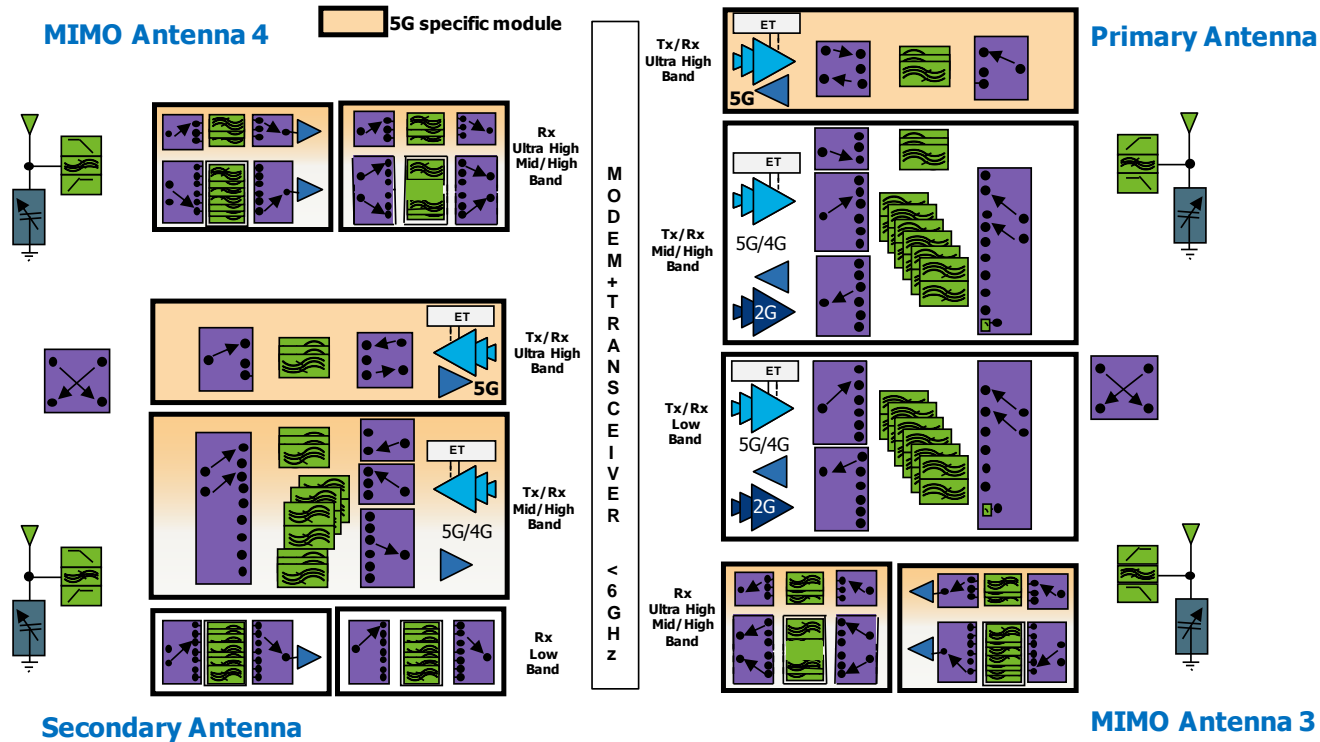 MIMO Antenna 4
5G specific module
Rx
Ultra High
Mid/High
Band
ET
5G
Tx/Rx
Ultra High
Band
ET
5G/4G
Tx/Rx
Mid/High
Band
Rx
Low
Band
Secondary Antenna
M
O
D
E
M
+
T
R
A
N
S
C
E
I
V
E
R
<
6
G
H
z
Tx/Rx
Ultra High
Band
ET
5G
Primary Antenna
Tx/Rx
Mid/High
Band
ET
5G/4G
2G
Tx/Rx
Low
Band
ET
5G/4G
2G
Rx
Ultra High
Mid/High
Band
MIMO Antenna 3